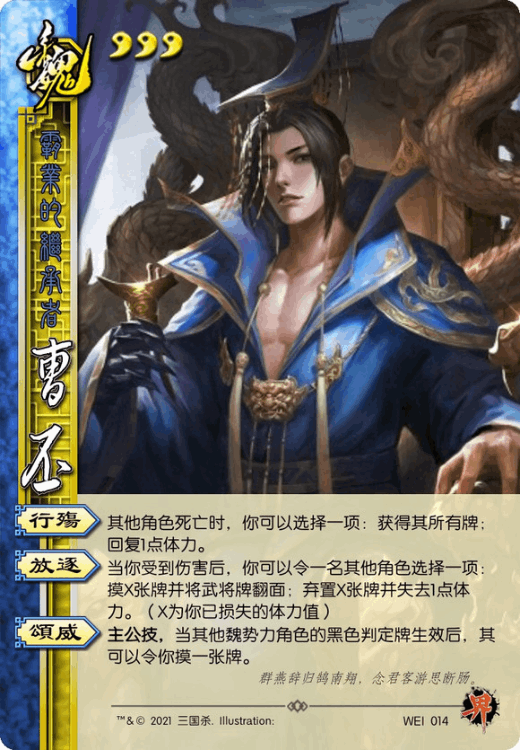 魏
霸業的繼承者
曹丕
行殤
其他角色死亡时，你可以选择一项：获得其所有牌；
回复1点体力。
放逐
当你受到伤害后，你可以令一名其他角色选择一项：
摸X张牌并将武将牌翻面；弃置X张牌并失去1点体
力。（X为你已损失的体力值）
頌威
主公技，当其他魏势力角色的黑色判定牌生效后，其
可以令你摸一张牌。
群燕辞归鹄南翔，念君客游思断肠。
™&© 2021 三国杀. Illustration:
WEI 014
界